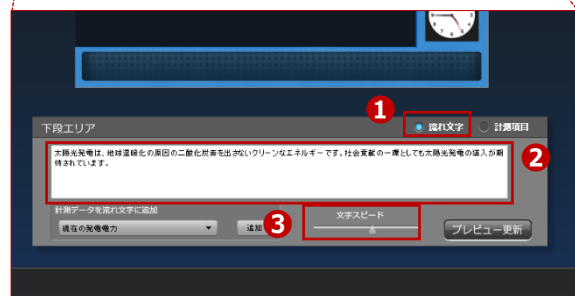 1
下段エリア
流れ文字 計測項目
太陽光発電は、地球温暖化の原因の二酸化炭素を出さないクリーンなエネルギーです。社会貢献の一環としても太陽光発電の導入が期
待されています。
2
計測データを流れ文字に追加
文字スピード
現在の発電電力 追加
3
プレビュー更新